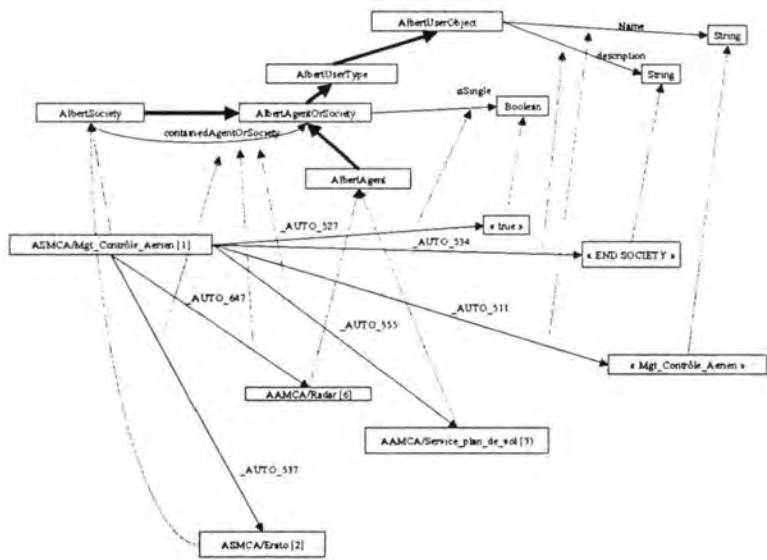 AlbertUserObject
Name
String
description
String
AlbertUserType
isSingle
AlbertSociety
AlbertAgentOrSociety
Boolean
containedAgentOrSociety
AlbertAgent
« true »
_AUTO_527
ASMCA/Mgt_Contrôle_Aerien [1]
_AUTO_534
« END SOCIETY »
_AUTO_647
_AUTO_511
_AUTO_555
« Mgt_Contrôle_Aerien »
AAMCA/Radar [6]
AAMCA/Service_plan_de_vol [3]
_AUTO_537
ASMCA/Erato [2]